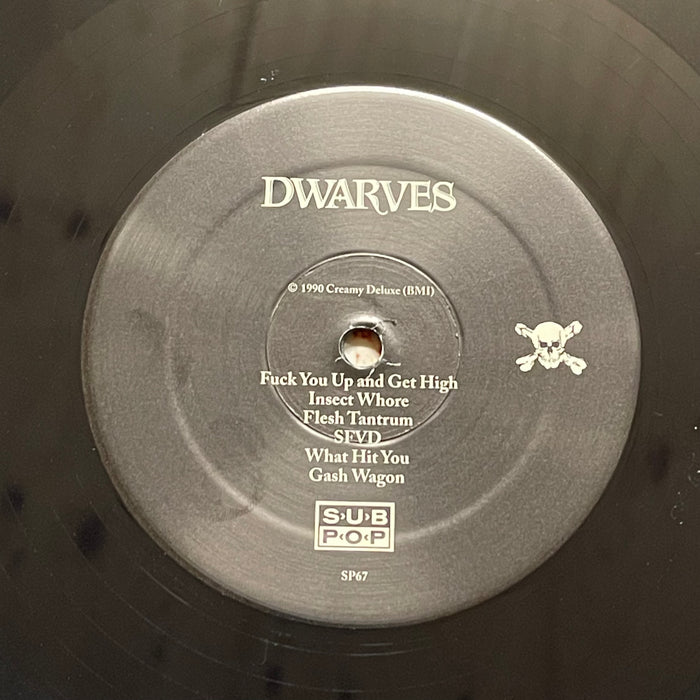 DWARVES
© 1990 Creamy Deluxe (BMI)
Fuck You Up and Get High
Insect Whore
Flesh Tantrum
SFVD
What Hit You
Gash Wagon
S›U›B
P‹O‹P
SP67